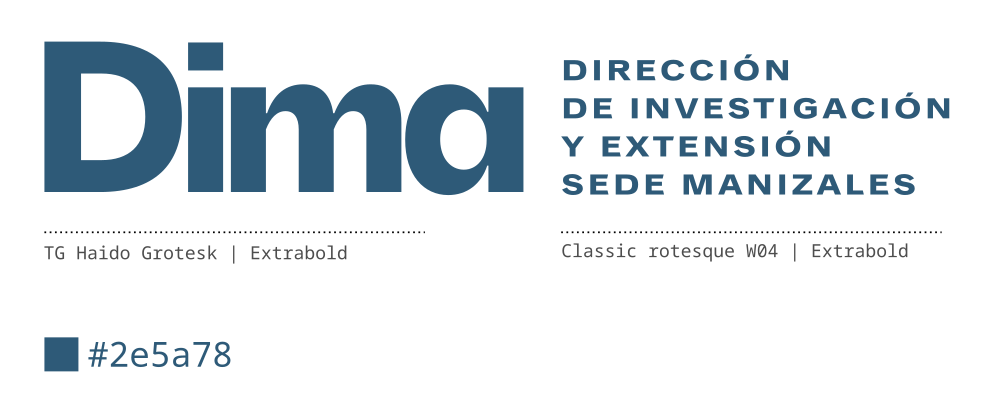 Dima
DIRECCIÓN
DE INVESTIGACIÓN
Y EXTENSIÓN
SEDE MANIZALES
TG Haido Grotesk | Extrabold
Classic rotesque W04 | Extrabold
#2e5a78